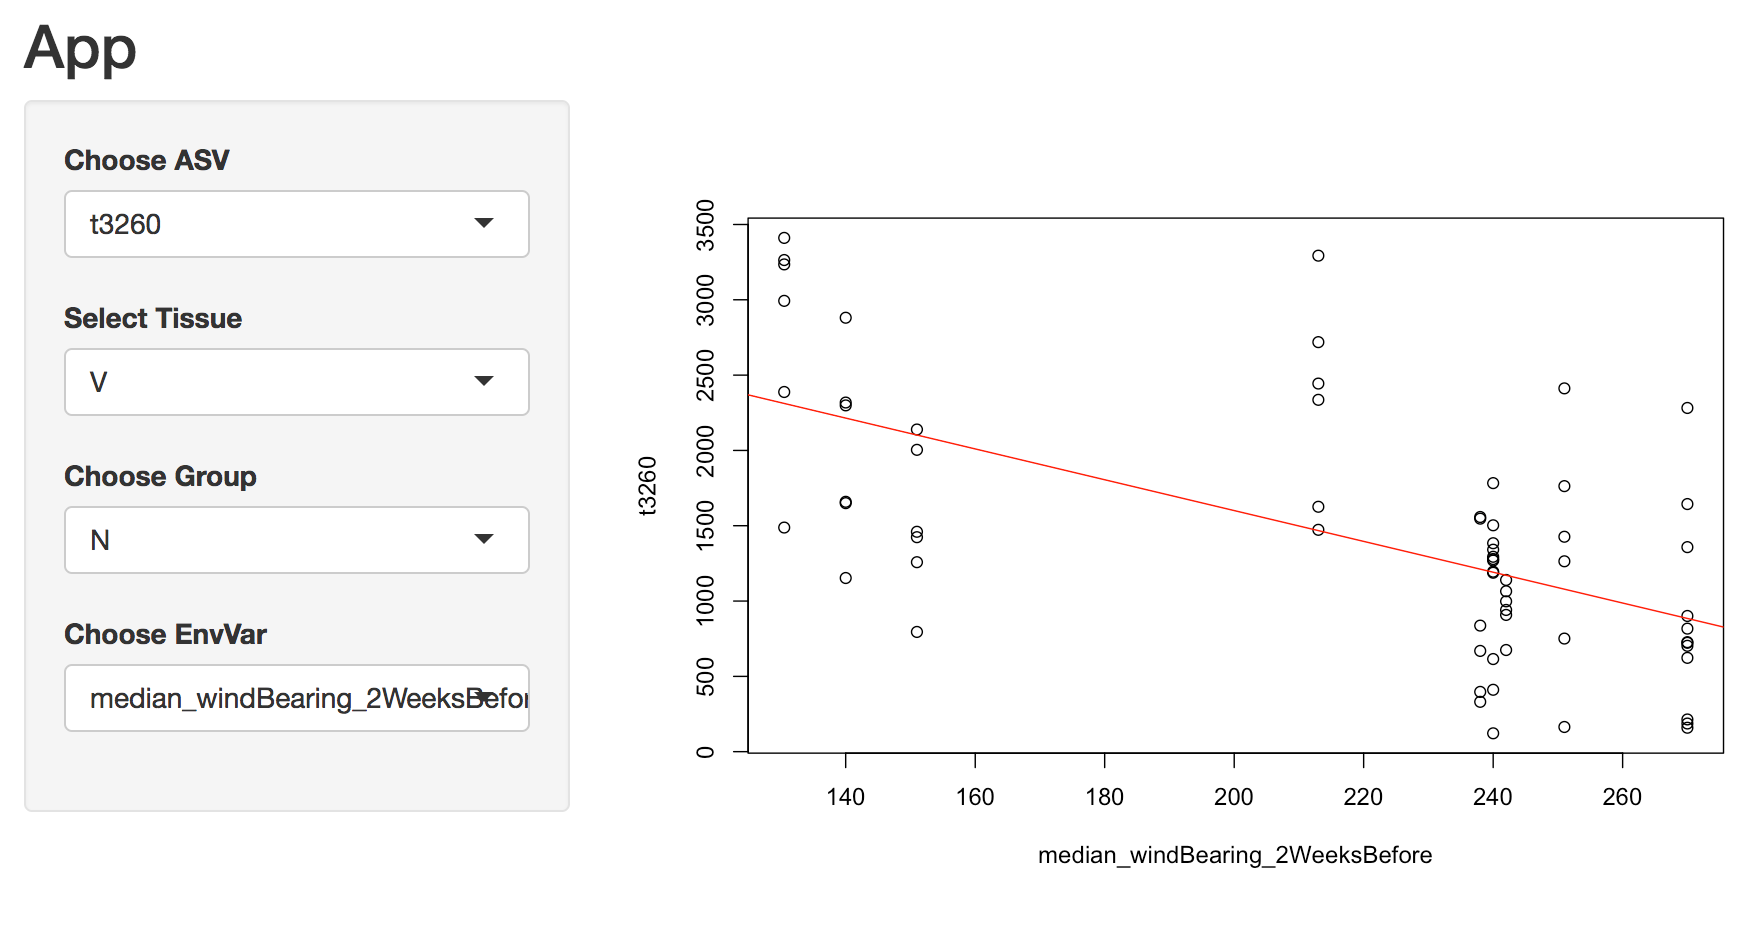 App
Choose ASV
t3260
Select Tissue
V
Choose Group
N
Choose EnvVar
median_windBearing_2WeeksBefor
t3260
3500
3000
2500
2000
1500
1000
500
0
140 160 180 200 220 240 260
median_windBearing_2WeeksBefore